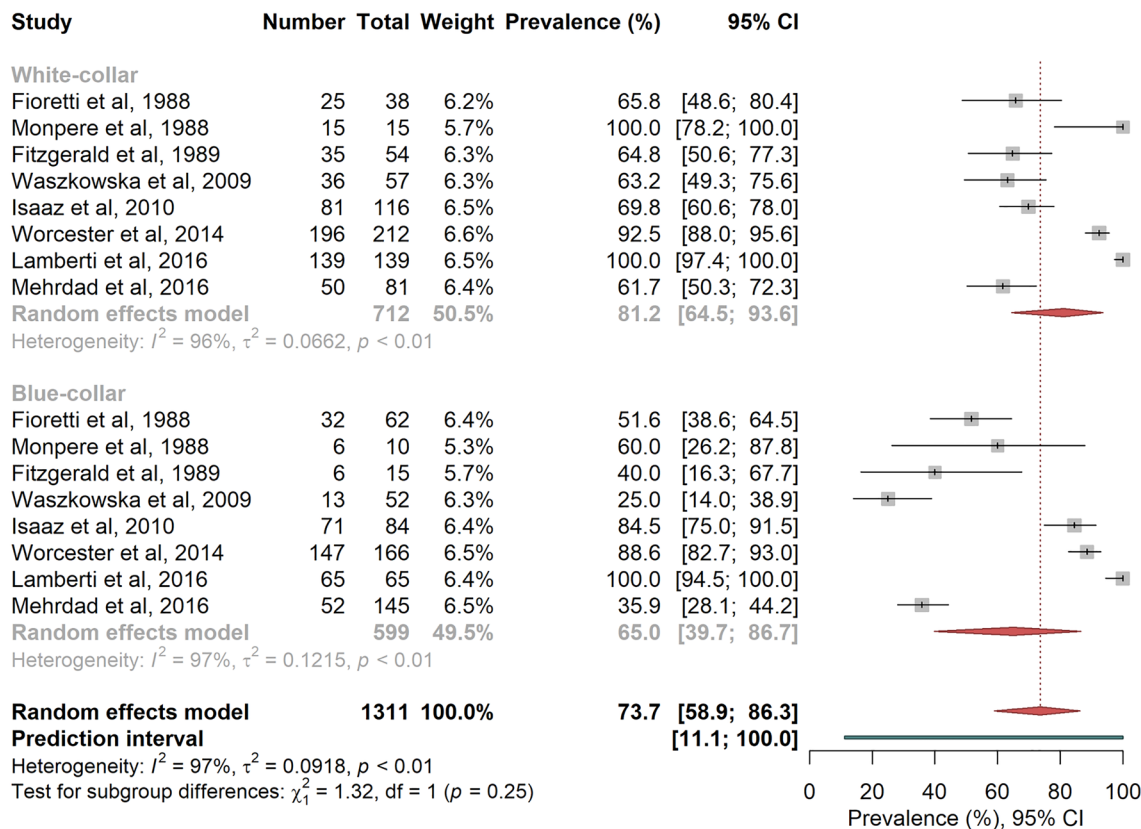 Study Number Total Weight Prevalence (%) 95% CI
White-collar
Fioretti et al, 1988 25 38 6.2% 65.8 [48.6; 80.4]
Monpere et al, 1988 15 15 5.7% 100.0 [78.2; 100.0]
Fitzgerald et al, 1989 35 54 6.3% 64.8 [50.6; 77.3]
Waszkowska et al, 2009 36 57 6.3% 63.2 [49.3; 75.6]
Isaaz et al, 2010 81 116 6.5% 69.8 [60.6; 78.0]
Worcester et al, 2014 196 212 6.6% 92.5 [88.0; 95.6]
Lamberti et al, 2016 139 139 6.5% 100.0 [97.4; 100.0]
Mehrdad et al, 2016 50 81 6.4% 61.7 [50.3; 72.3]
Random effects model 712 50.5% 81.2 [64.5; 93.6]
Heterogeneity: I² = 96%, τ² = 0.0662, p < 0.01
Blue-collar
Fioretti et al, 1988 32 62 6.4% 51.6 [38.6; 64.5]
Monpere et al, 1988 6 10 5.3% 60.0 [26.2; 87.8]
Fitzgerald et al, 1989 6 15 5.7% 40.0 [16.3; 67.7]
Waszkowska et al, 2009 13 52 6.3% 25.0 [14.0; 38.9]
Isaaz et al, 2010 71 84 6.4% 84.5 [75.0; 91.5]
Worcester et al, 2014 147 166 6.5% 88.6 [82.7; 93.0]
Lamberti et al, 2016 65 65 6.4% 100.0 [94.5; 100.0]
Mehrdad et al, 2016 52 145 6.5% 35.9 [28.1; 44.2]
Random effects model 599 49.5% 65.0 [39.7; 86.7]
Heterogeneity: I² = 97%, τ² = 0.1215, p < 0.01
Random effects model 1311 100.0% 73.7 [58.9; 86.3]
Prediction interval [11.1; 100.0]
Heterogeneity: I² = 97%, τ² = 0.0918, p < 0.01
Test for subgroup differences: χ²₁ = 1.32, df = 1 (p = 0.25)
0 20 40 60 80 100
Prevalence (%), 95% CI